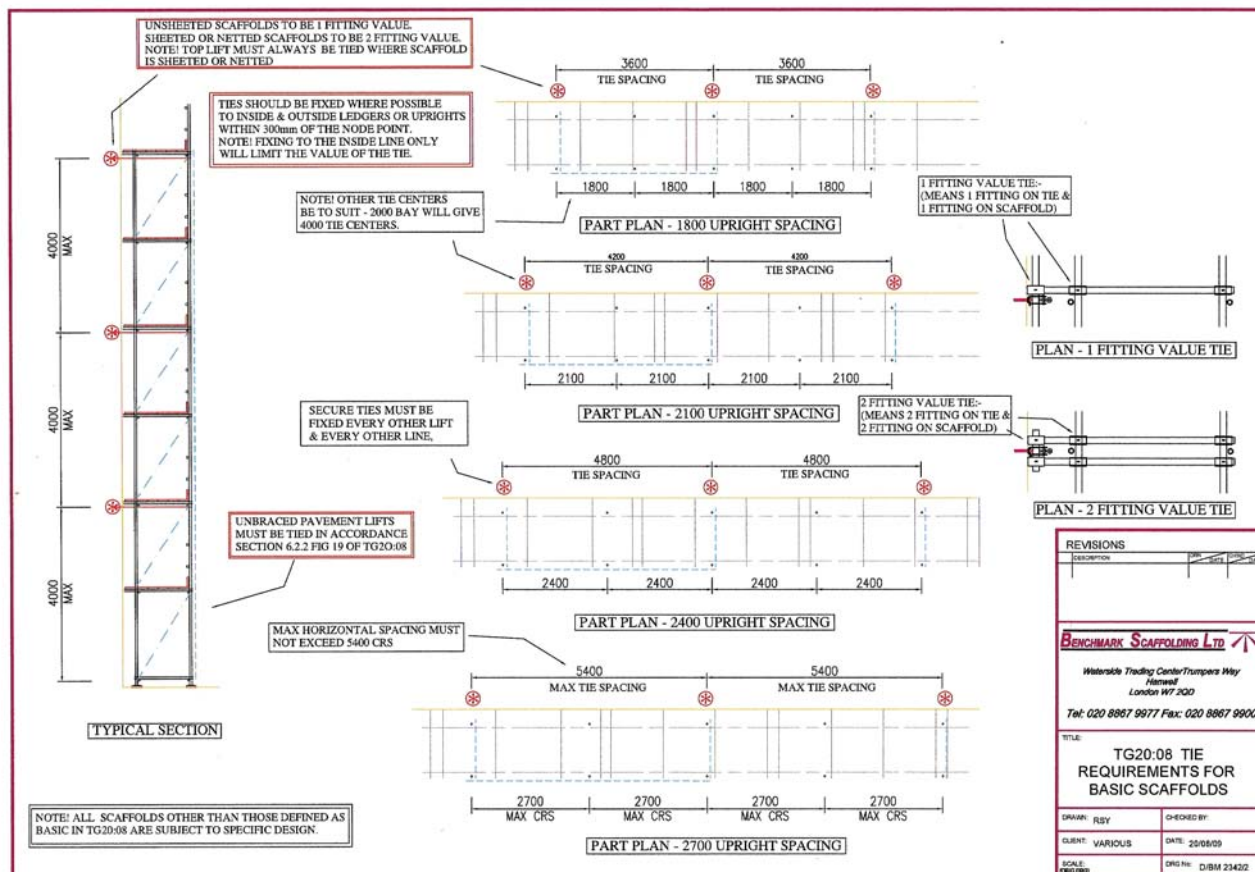 UNSHEETED SCAFFOLDS TO BE 1 FITTING VALUE.
SHEETED OR NETTED SCAFFOLDS TO BE 2 FITTING VALUE.
NOTE! TOP LIFT MUST ALWAYS BE TIED WHERE SCAFFOLD
IS SHEETED OR NETTED
TIES SHOULD BE FIXED WHERE POSSIBLE
TO INSIDE & OUTSIDE LEDGERS OR UPRIGHTS
WITHIN 300mm OF THE NODE POINT.
NOTE! FIXING TO THE INSIDE LINE ONLY
WILL LIMIT THE VALUE OF THE TIE.
4000
MAX
4000
MAX
4000
MAX
TYPICAL SECTION
NOTE! ALL SCAFFOLDS OTHER THAN THOSE DEFINED AS
BASIC IN TG20:08 ARE SUBJECT TO SPECIFIC DESIGN.
NOTE! OTHER TIE CENTERS
BE TO SUIT - 2000 BAY WILL GIVE
4000 TIE CENTERS.
SECURE TIES MUST BE
FIXED EVERY OTHER LIFT
& EVERY OTHER LINE,
UNBRACED PAVEMENT LIFTS
MUST BE TIED IN ACCORDANCE
SECTION 6.2.2 FIG 19 OF TG2O:08
MAX HORIZONTAL SPACING MUST
NOT EXCEED 5400 CRS
3600 3600
TIE SPACING TIE SPACING
1800 1800 1800 1800
PART PLAN - 1800 UPRIGHT SPACING
4200 4200
TIE SPACING TIE SPACING
2100 2100 2100 2100
PART PLAN - 2100 UPRIGHT SPACING
4800 4800
TIE SPACING TIE SPACING
2400 2400 2400 2400
PART PLAN - 2400 UPRIGHT SPACING
5400 5400
MAX TIE SPACING MAX TIE SPACING
2700 2700 2700 2700
MAX CRS MAX CRS MAX CRS MAX CRS
PART PLAN - 2700 UPRIGHT SPACING
1 FITTING VALUE TIE:-
(MEANS 1 FITTING ON TIE &
1 FITTING ON SCAFFOLD)
PLAN - 1 FITTING VALUE TIE
2 FITTING VALUE TIE:-
(MEANS 2 FITTING ON TIE &
2 FITTING ON SCAFFOLD)
PLAN - 2 FITTING VALUE TIE
REVISIONS
DESCRIPTION
BENCHMARK SCAFFOLDING LTD
Waterside Trading CenterTrumpers Way
Hanwell
London W7 2QD
Tel: 020 8867 9977 Fax: 020 8867 9900
TITLE:
TG20:08 TIE
REQUIREMENTS FOR
BASIC SCAFFOLDS
DRAWN: RSY CHECKED BY:
CLIENT: VARIOUS DATE: 20/08/09
SCALE: DRG No: D/BM 2342/2